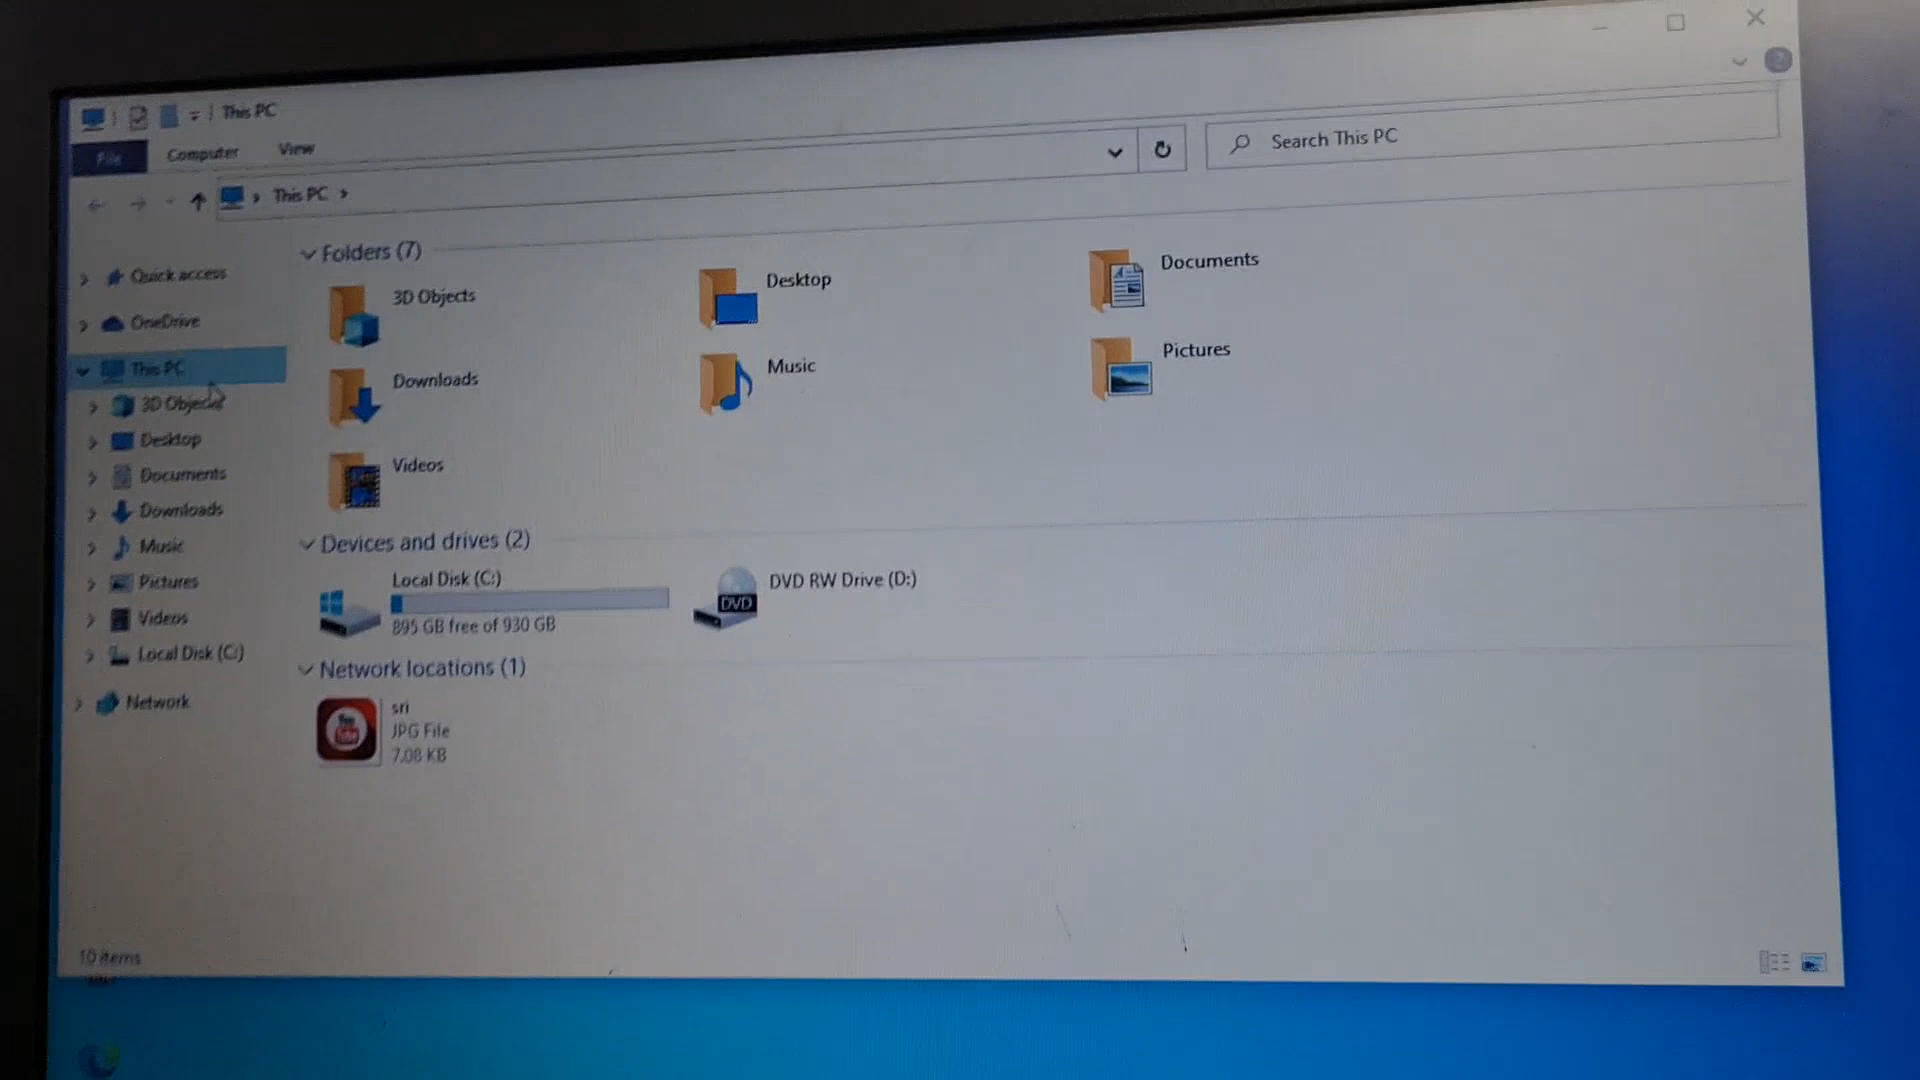 This PC
File Computer View
This PC
Search This PC
Quick access
OneDrive
This PC
3D Objects
Desktop
Documents
Downloads
Music
Pictures
Videos
Local Disk (C:)
Network
Folders (7)
3D Objects
Desktop
Documents
Downloads
Music
Pictures
Videos
Devices and drives (2)
Local Disk (C:)
895 GB free of 930 GB
DVD
DVD RW Drive (D:)
Network locations (1)
sri
JPG File
7.08 KB
10 items